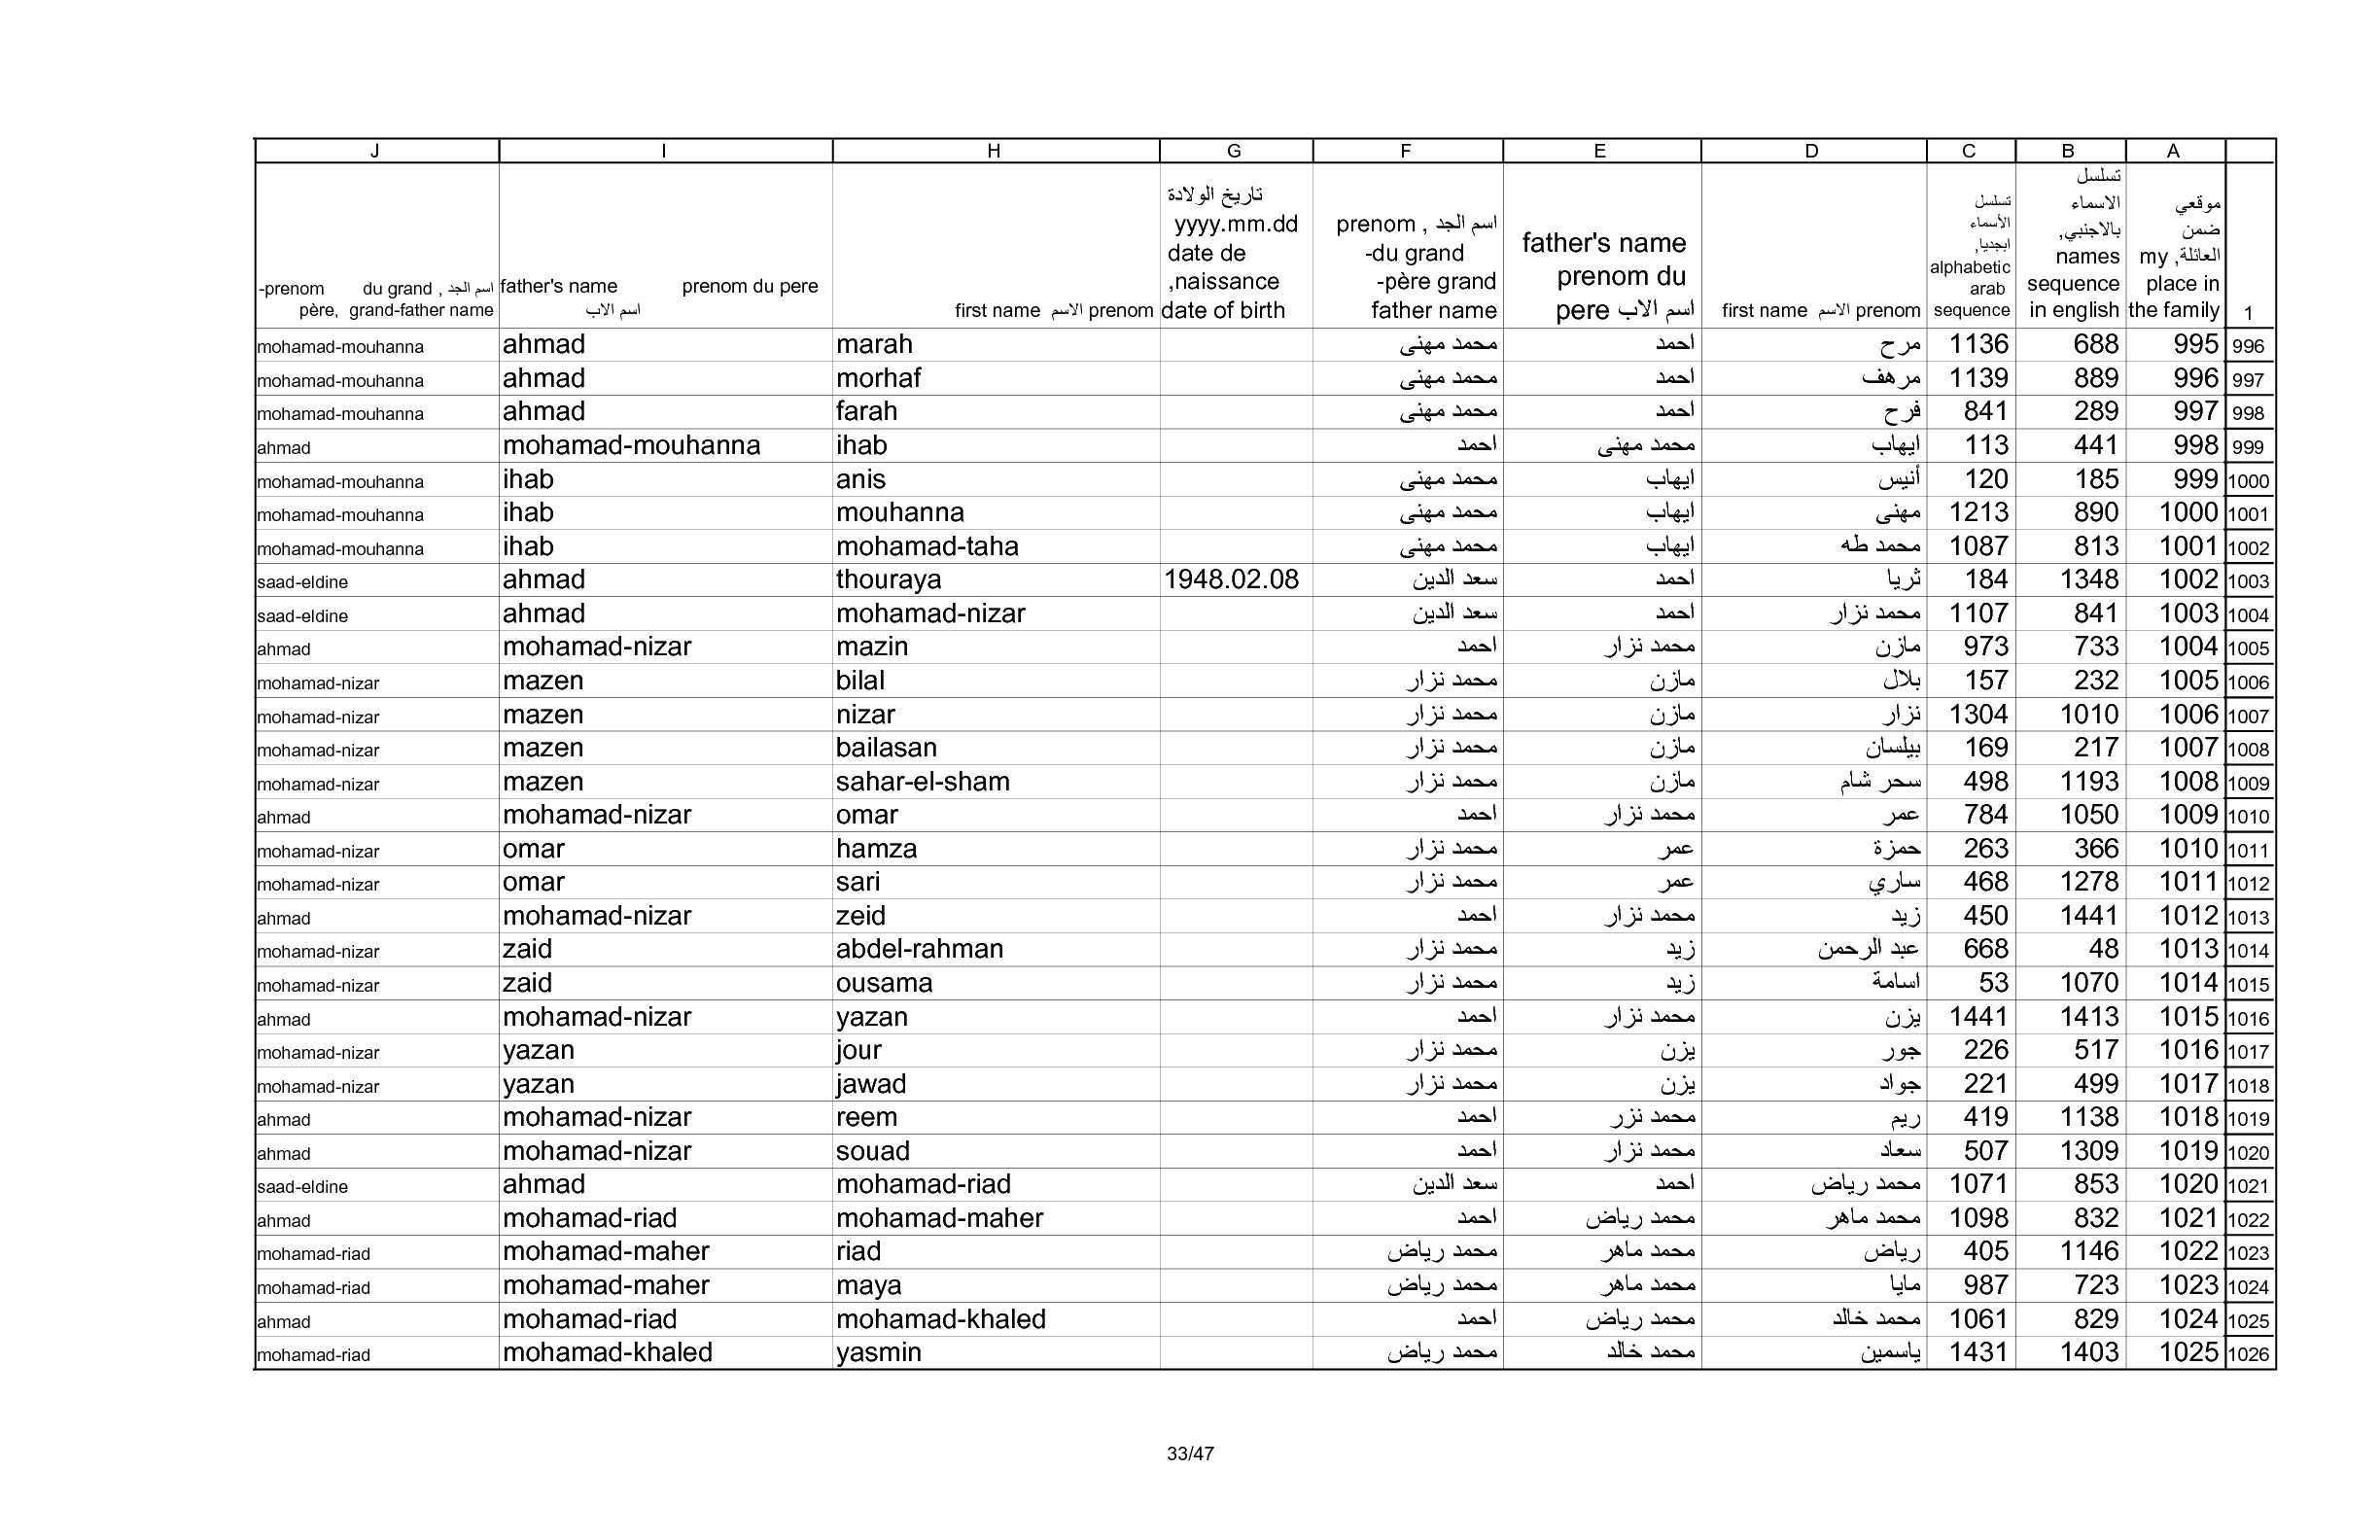 J I H G F E D C B A
-prenom du grand , اسم الجد père, grand-father name | father's name prenom du pere اسم الاب | first name الاسم prenom | تاريخ الولادة yyyy.mm.dd date de ,naissance date of birth | prenom , اسم الجد -du grand -père grand father name | father's name prenom du pere اسم الاب | first name الاسم prenom | تسلسل الأسماء ابجديا, alphabetic arab sequence | تسلسل الاسماء بالاجنبي, names sequence in english | موقعي ضمن العائلة, my place in the family | 1
mohamad-mouhanna ahmad marah محمد مهنى احمد مرح 1136 688 995 996
mohamad-mouhanna ahmad morhaf محمد مهنى احمد مرهف 1139 889 996 997
mohamad-mouhanna ahmad farah محمد مهنى احمد فرح 841 289 997 998
ahmad mohamad-mouhanna ihab احمد محمد مهنى ايهاب 113 441 998 999
mohamad-mouhanna ihab anis محمد مهنى ايهاب أنيس 120 185 999 1000
mohamad-mouhanna ihab mouhanna محمد مهنى ايهاب مهنى 1213 890 1000 1001
mohamad-mouhanna ihab mohamad-taha محمد مهنى ايهاب محمد طه 1087 813 1001 1002
saad-eldine ahmad thouraya 1948.02.08 سعد الدين احمد ثريا 184 1348 1002 1003
saad-eldine ahmad mohamad-nizar سعد الدين احمد محمد نزار 1107 841 1003 1004
ahmad mohamad-nizar mazin احمد محمد نزار مازن 973 733 1004 1005
mohamad-nizar mazen bilal محمد نزار مازن بلال 157 232 1005 1006
mohamad-nizar mazen nizar محمد نزار مازن نزار 1304 1010 1006 1007
mohamad-nizar mazen bailasan محمد نزار مازن بيلسان 169 217 1007 1008
mohamad-nizar mazen sahar-el-sham محمد نزار مازن سحر شام 498 1193 1008 1009
ahmad mohamad-nizar omar احمد محمد نزار عمر 784 1050 1009 1010
mohamad-nizar omar hamza محمد نزار عمر حمزة 263 366 1010 1011
mohamad-nizar omar sari محمد نزار عمر ساري 468 1278 1011 1012
ahmad mohamad-nizar zeid احمد محمد نزار زيد 450 1441 1012 1013
mohamad-nizar zaid abdel-rahman محمد نزار زيد عبد الرحمن 668 48 1013 1014
mohamad-nizar zaid ousama محمد نزار زيد اسامة 53 1070 1014 1015
ahmad mohamad-nizar yazan احمد محمد نزار يزن 1441 1413 1015 1016
mohamad-nizar yazan jour محمد نزار يزن جور 226 517 1016 1017
mohamad-nizar yazan jawad محمد نزار يزن جواد 221 499 1017 1018
ahmad mohamad-nizar reem احمد محمد نزر ريم 419 1138 1018 1019
ahmad mohamad-nizar souad احمد محمد نزار سعاد 507 1309 1019 1020
saad-eldine ahmad mohamad-riad سعد الدين احمد محمد رياض 1071 853 1020 1021
ahmad mohamad-riad mohamad-maher احمد محمد رياض محمد ماهر 1098 832 1021 1022
mohamad-riad mohamad-maher riad محمد رياض محمد ماهر رياض 405 1146 1022 1023
mohamad-riad mohamad-maher maya محمد رياض محمد ماهر مايا 987 723 1023 1024
ahmad mohamad-riad mohamad-khaled احمد محمد رياض محمد خالد 1061 829 1024 1025
mohamad-riad mohamad-khaled yasmin محمد رياض محمد خالد ياسمين 1431 1403 1025 1026
33/47